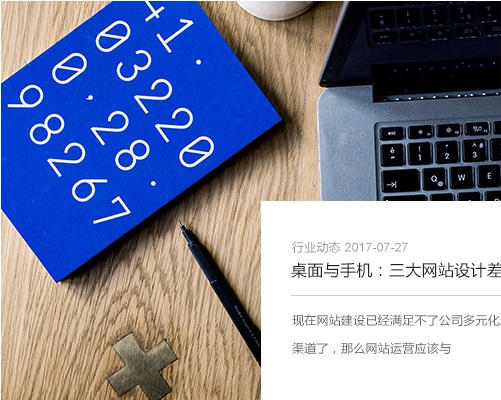 +1.
03220
0,28.
98267
行业动态 2017-07-27
桌面与手机：三大网站设计差
现在网站建设已经满足不了公司多元化
渠道了，那么网站运营应该与